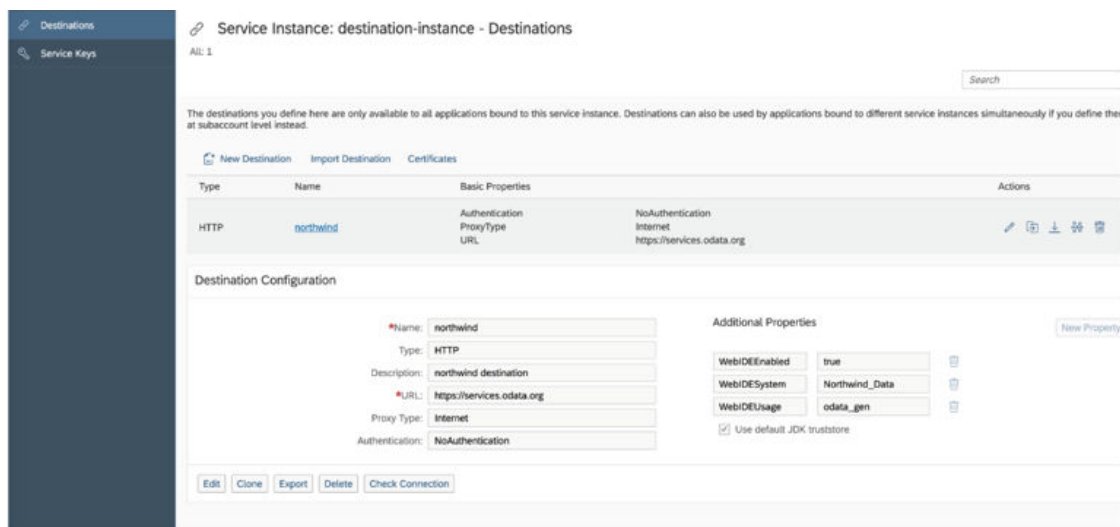 Destinations
Service Keys
Service Instance: destination-instance - Destinations
All: 1
Search
The destinations you define here are only available to all applications bound to this service instance. Destinations can also be used by applications bound to different service instances simultaneously if you define
at subaccount level instead.
New Destination Import Destination Certificates
Type Name Basic Properties Actions
HTTP northwind
Authentication NoAuthentication
ProxyType Internet
URL https://services.odata.org
Destination Configuration
*Name: northwind
Type: HTTP
Description: northwind destination
*URL: https://services.odata.org
Proxy Type: Internet
Authentication: NoAuthentication
Additional Properties
New Property
WebIDEEnabled true
WebIDESystem Northwind_Data
WebIDEUsage odata_gen
Use default JDK truststore
Edit Clone Export Delete Check Connection